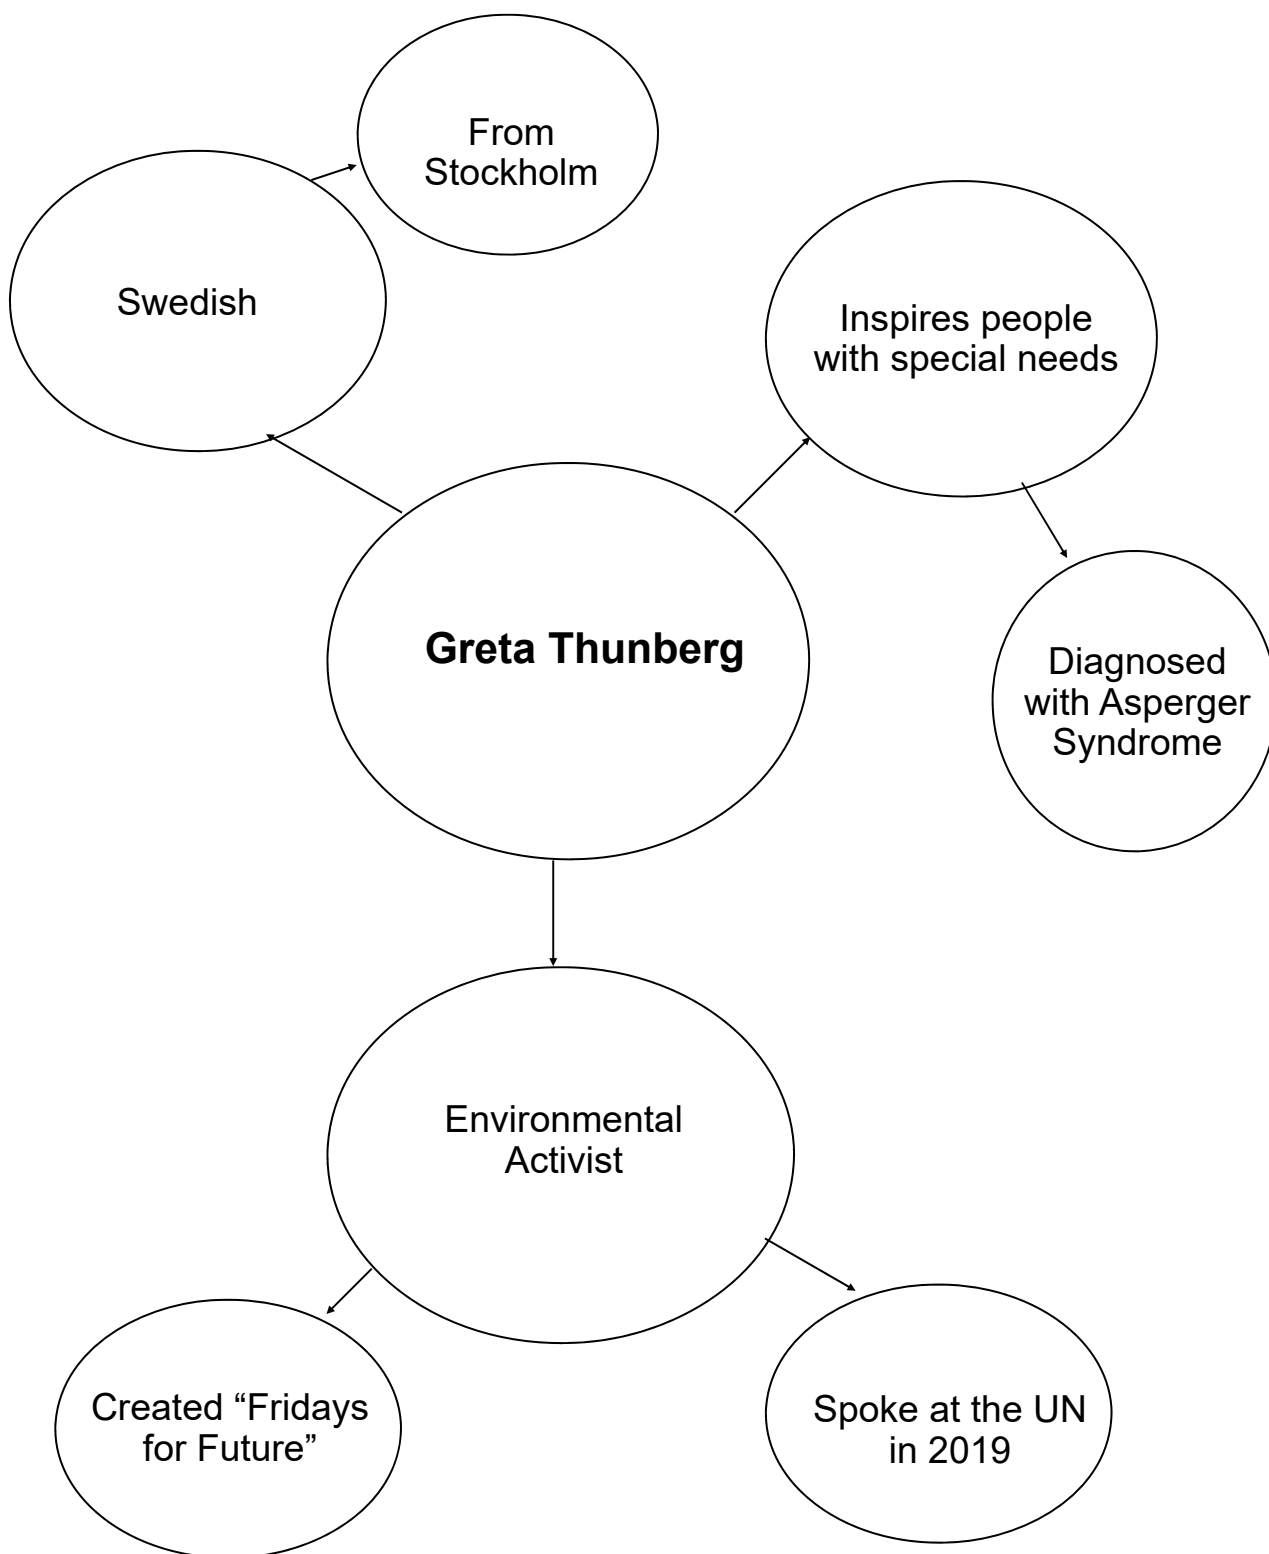 From
Stockholm
Swedish
Inspires people
with special needs
Greta Thunberg
Diagnosed
with Asperger
Syndrome
Environmental
Activist
Created “Fridays
for Future”
Spoke at the UN
in 2019